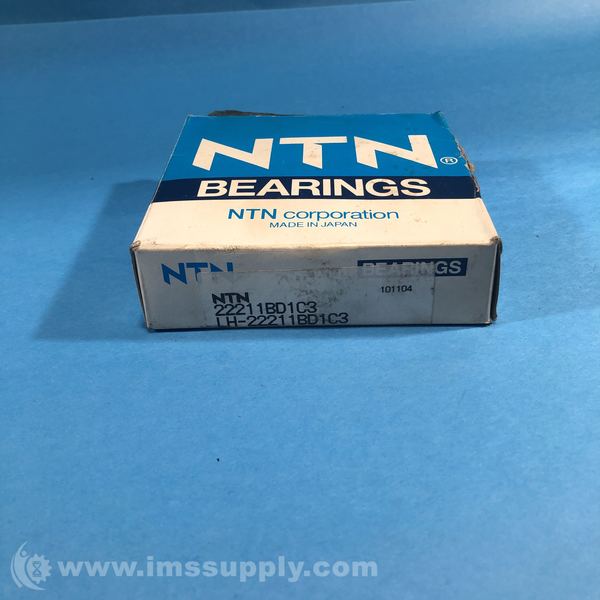 NTN®
BEARINGS
NTN corporation
MADE IN JAPAN
NTN BEARINGS
101104
NTN
22211BD1C3
LH-22211BD1C3
www.imssupply.com